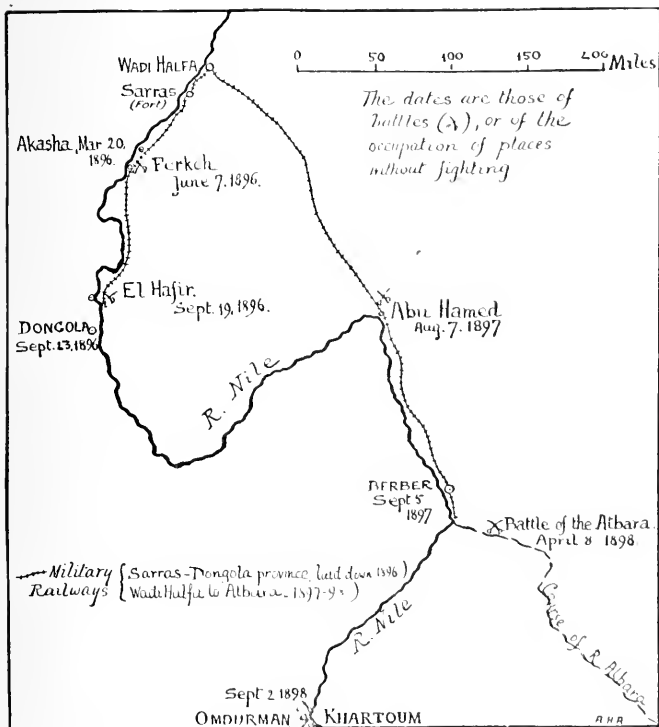 WADI HALFA
0 50 100 150 200 Miles
Sarras
(Fort)
The dates are those of
battles (⚔), or of the
occupation of places
without fighting
Akasha, Mar 20,
1896.
Ferkeh
June 7. 1896.
El Hafir.
Sept. 19, 1896.
DONGOLA
Sept. 23, 1896
Abu Hamed
Aug. 7. 1897
R. Nile
BERBER
Sept 5
1897
Battle of the Atbara.
April 8 1898.
Military { Sarras-Dongola province, laid down 1896)
Railways { Wadi Halfa to Atbara. 1897-98)
R. Nile
Course of R Atbara
Sept 2 1898
OMDURMAN KHARTOUM
A H A